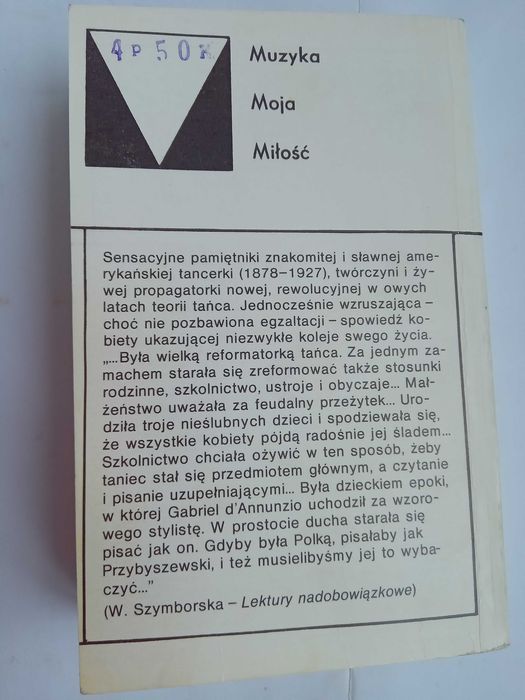 4 P 50 K
Muzyka
Moja
Miłość
Sensacyjne pamiętniki znakomitej i sławnej ame-
rykańskiej tancerki (1878–1927), twórczyni i ży-
wej propagatorki nowej, rewolucyjnej w owych
latach teorii tańca. Jednocześnie wzruszająca –
choć nie pozbawiona egzaltacji – spowiedź ko-
biety ukazującej niezwykłe koleje swego życia.
„...Była wielką reformatorką tańca. Za jednym za-
machem starała się zreformować także stosunki
rodzinne, szkolnictwo, ustroje i obyczaje... Mał-
żeństwo uważała za feudalny przeżytek... Uro-
dziła troje nieślubnych dzieci i spodziewała się,
że wszystkie kobiety pójdą radośnie jej śladem...
Szkolnictwo chciała ożywić w ten sposób, żeby
taniec stał się przedmiotem głównym, a czytanie
i pisanie uzupełniającymi... Była dzieckiem epoki,
w której Gabriel d'Annunzio uchodził za wzoro-
wego stylistę. W prostocie ducha starała się
pisać jak on. Gdyby była Polką, pisałaby jak
Przybyszewski, i też musielibyśmy jej to wyba-
czyć..."
(W. Szymborska – Lektury nadobowiązkowe)